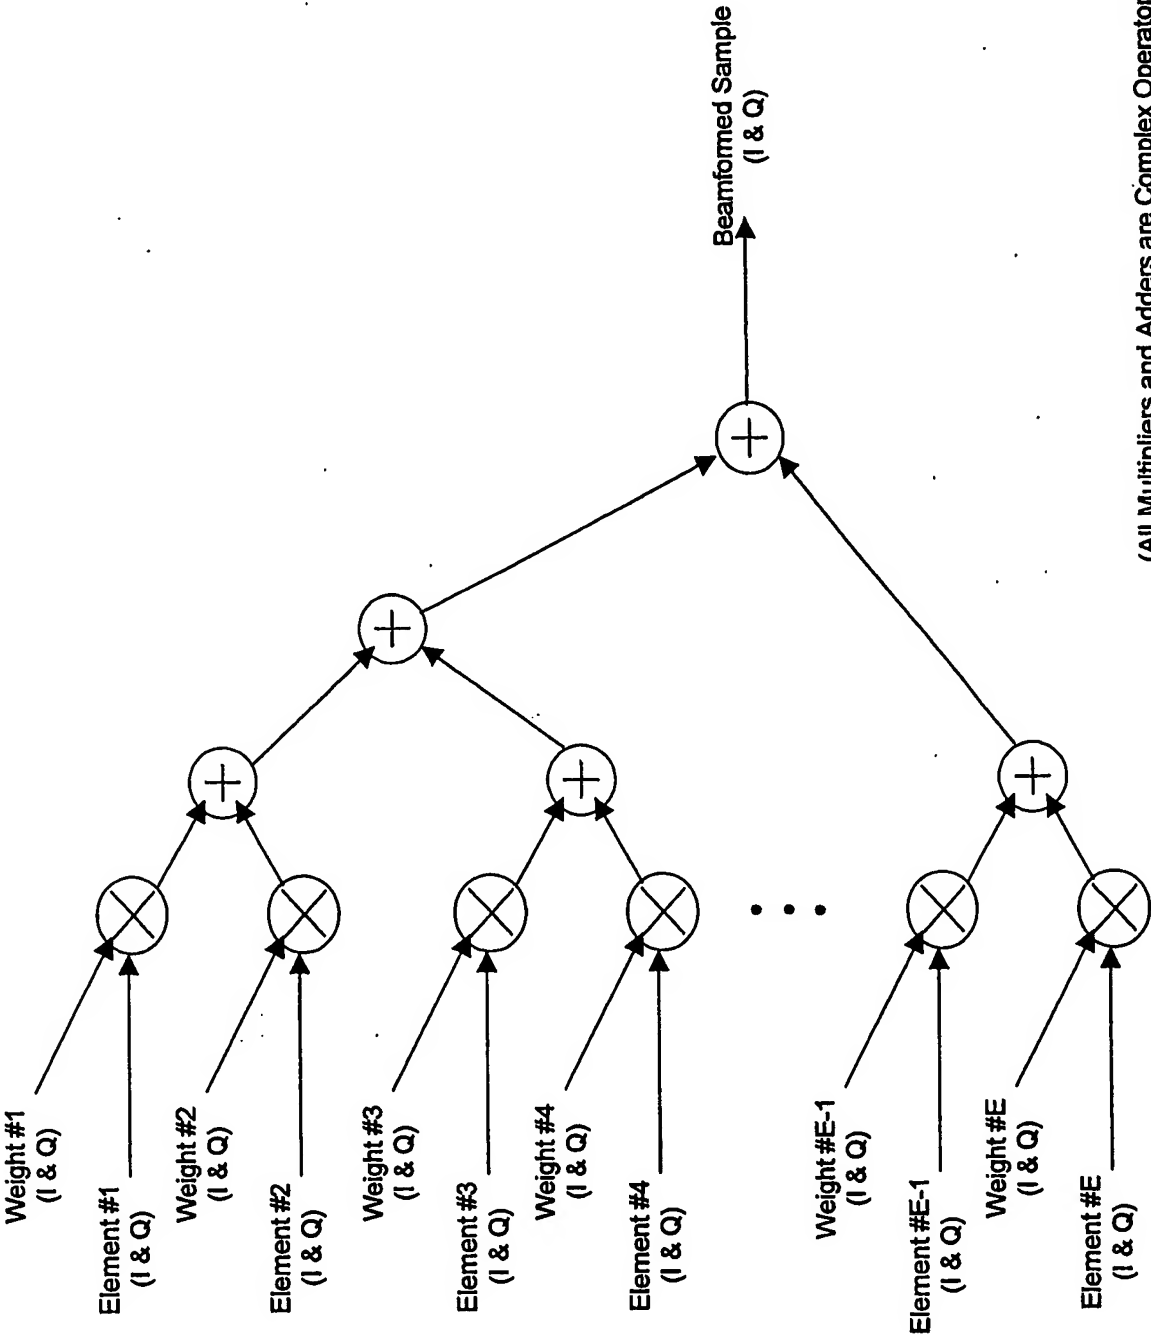 Weight #1
(I & Q)
Element #1
(I & Q)
Weight #2
(I & Q)
Element #2
(I & Q)
Weight #3
(I & Q)
Element #3
(I & Q)
Weight #4
(I & Q)
Element #4
(I & Q)
Weight #E-1
(I & Q)
Element #E-1
(I & Q)
Weight #E
(I & Q)
Element #E
(I & Q)
Beamformed Sample
(I & Q)
(All Multipliers and Adders are Complex Operator